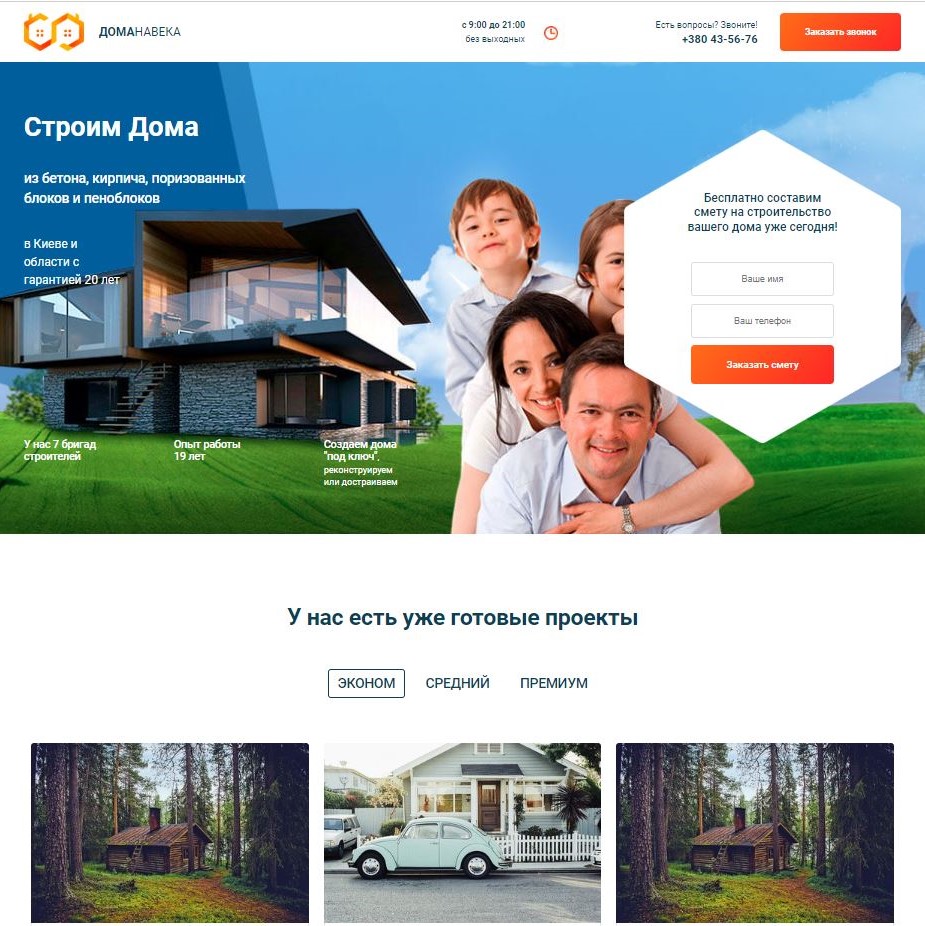 ДОМАНАВЕКА
с 9:00 до 21:00
без выходных
Есть вопросы? Звоните!
+380 43-56-76
Заказать звонок
Строим Дома
из бетона, кирпича, поризованных
блоков и пеноблоков
в Киеве и
области с
гарантией 20 лет
У нас 7 бригад
строителей
Опыт работы
19 лет
Создаем дома
"под ключ",
реконструируем
или достраиваем
Бесплатно составим
смету на строительство
вашего дома уже сегодня!
Ваше имя
Ваш телефон
Заказать смету
У нас есть уже готовые проекты
ЭКОНОМ
СРЕДНИЙ
ПРЕМИУМ